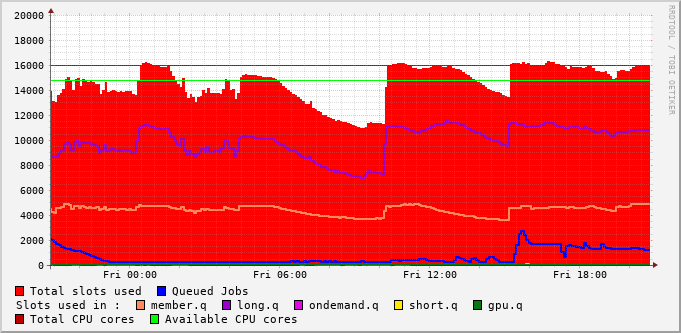 20000
18000
16000
14000
12000
10000
8000
6000
4000
2000
0
Fri 00:00 Fri 06:00 Fri 12:00 Fri 18:00
RRDTOOL / TOBI OETIKER
Total slots used Queued Jobs
Slots used in : member.q long.q ondemand.q short.q gpu.q
Total CPU cores Available CPU cores